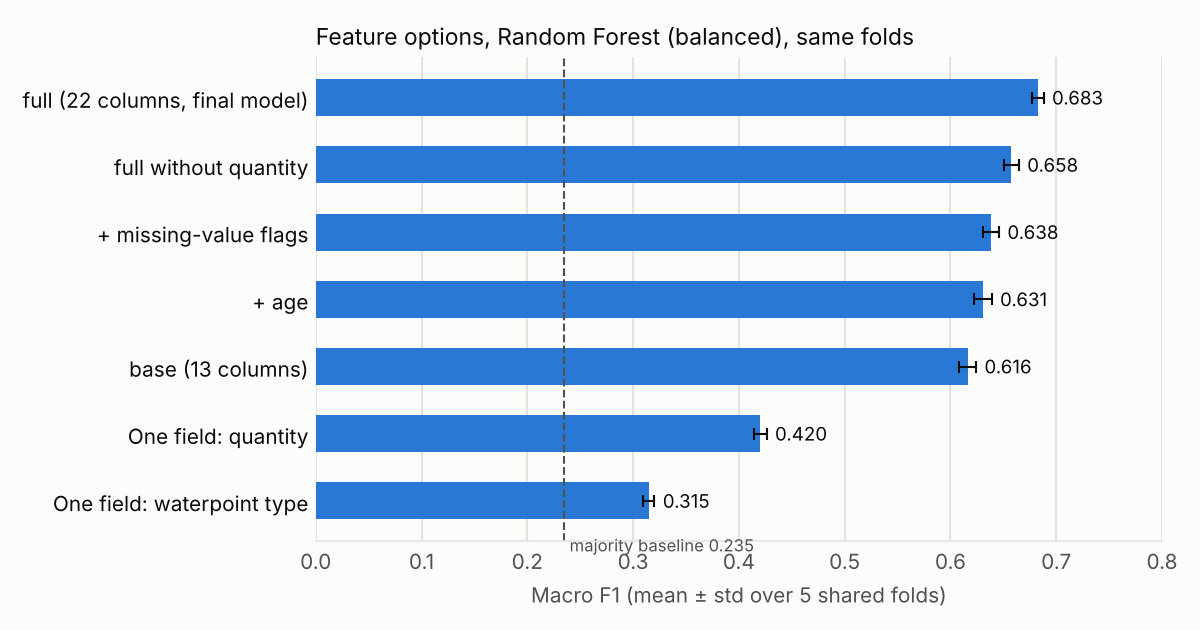 Feature options, Random Forest (balanced), same folds
full (22 columns, final model) 0.683
full without quantity 0.658
+ missing-value flags 0.638
+ age 0.631
base (13 columns) 0.616
One field: quantity 0.420
One field: waterpoint type 0.315
majority baseline 0.235
0.0 0.1 0.2 0.3 0.4 0.5 0.6 0.7 0.8
Macro F1 (mean ± std over 5 shared folds)